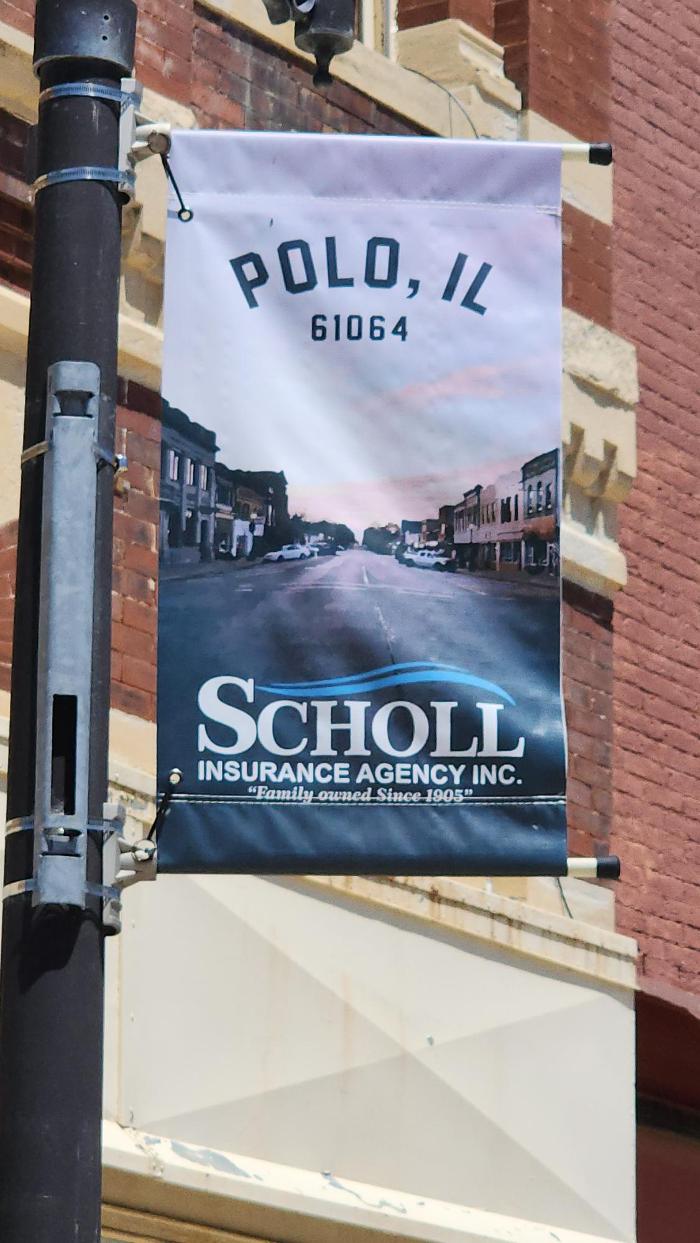 POLO, IL
61064
SCHOLL
INSURANCE AGENCY INC.
"Family owned Since 1905"